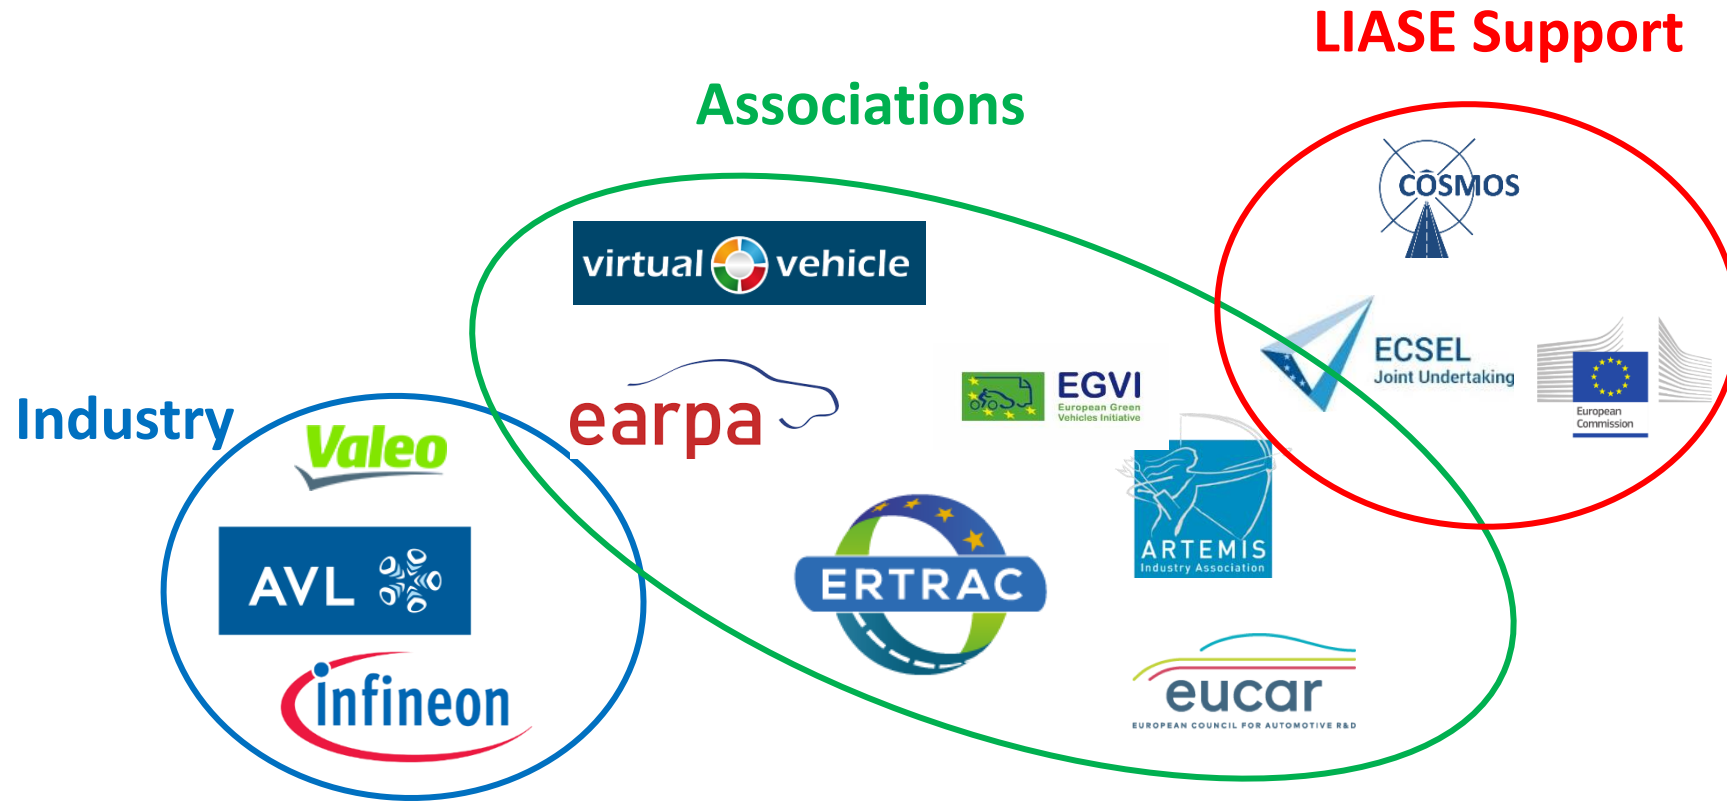 LIASE Support
Associations
CÔSMOS
virtual vehicle
ECSEL
Joint Undertaking
European
Commission
earpa
EGVI
European Green
Vehicles Initiative
Industry
Valeo
ARTEMIS
Industry Association
AVL
ERTRAC
infineon
eucar
EUROPEAN COUNCIL FOR AUTOMOTIVE R&D